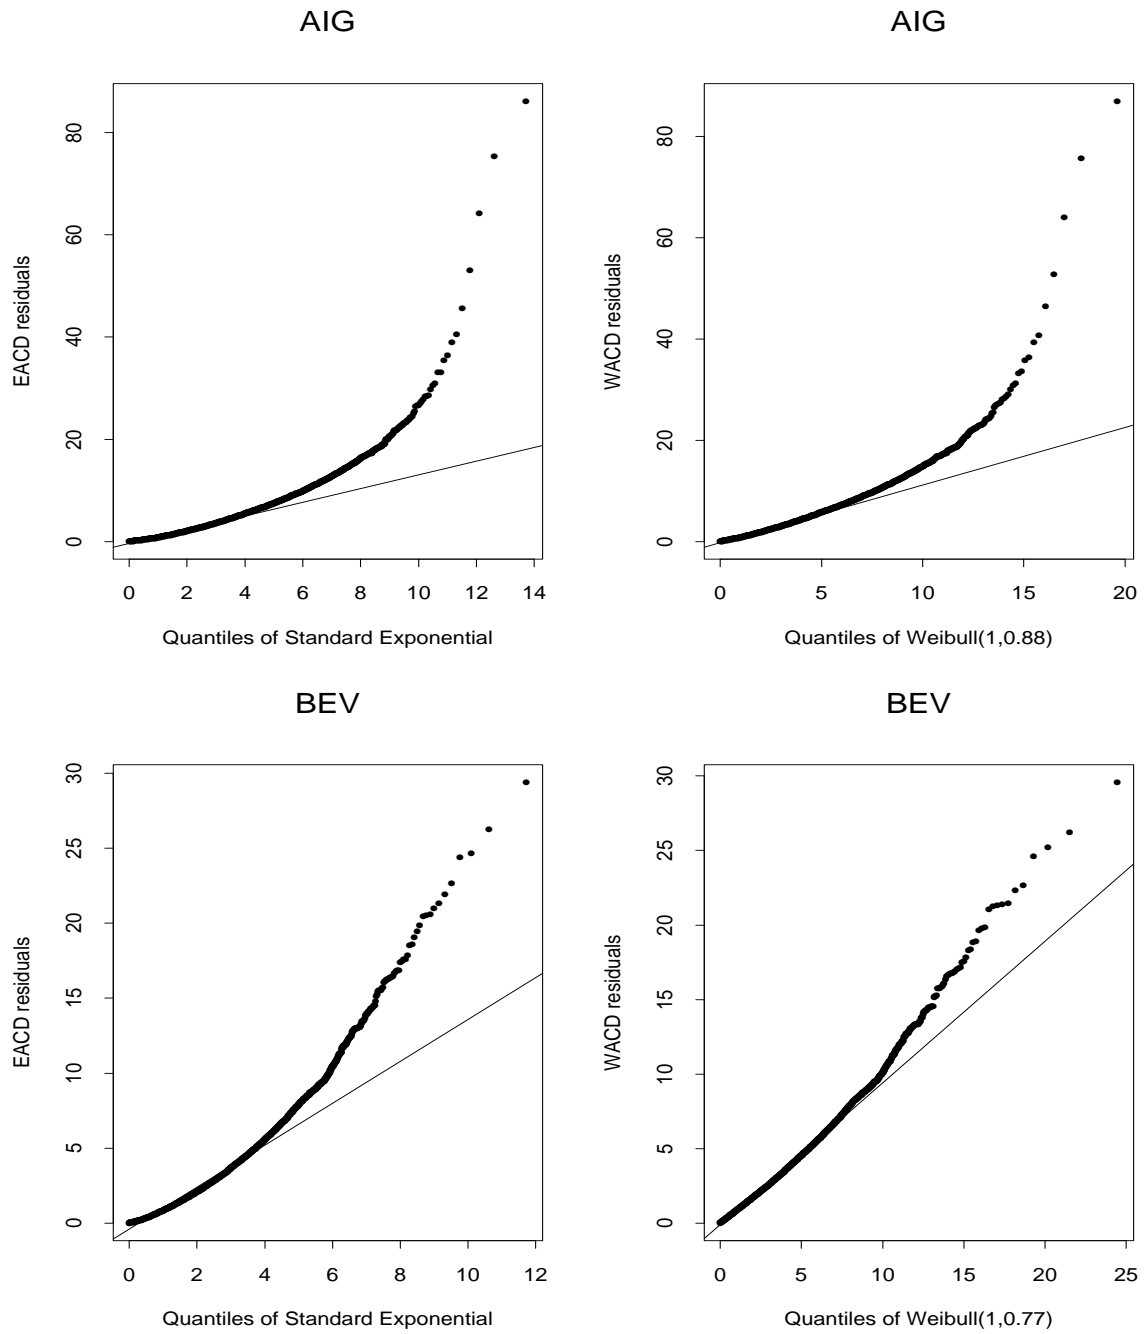 AIG
EACD residuals
0 20 40 60 80
0 2 4 6 8 10 12 14
Quantiles of Standard Exponential
AIG
WACD residuals
0 20 40 60 80
0 5 10 15 20
Quantiles of Weibull(1,0.88)
BEV
EACD residuals
0 5 10 15 20 25 30
0 2 4 6 8 10 12
Quantiles of Standard Exponential
BEV
WACD residuals
0 5 10 15 20 25 30
0 5 10 15 20 25
Quantiles of Weibull(1,0.77)